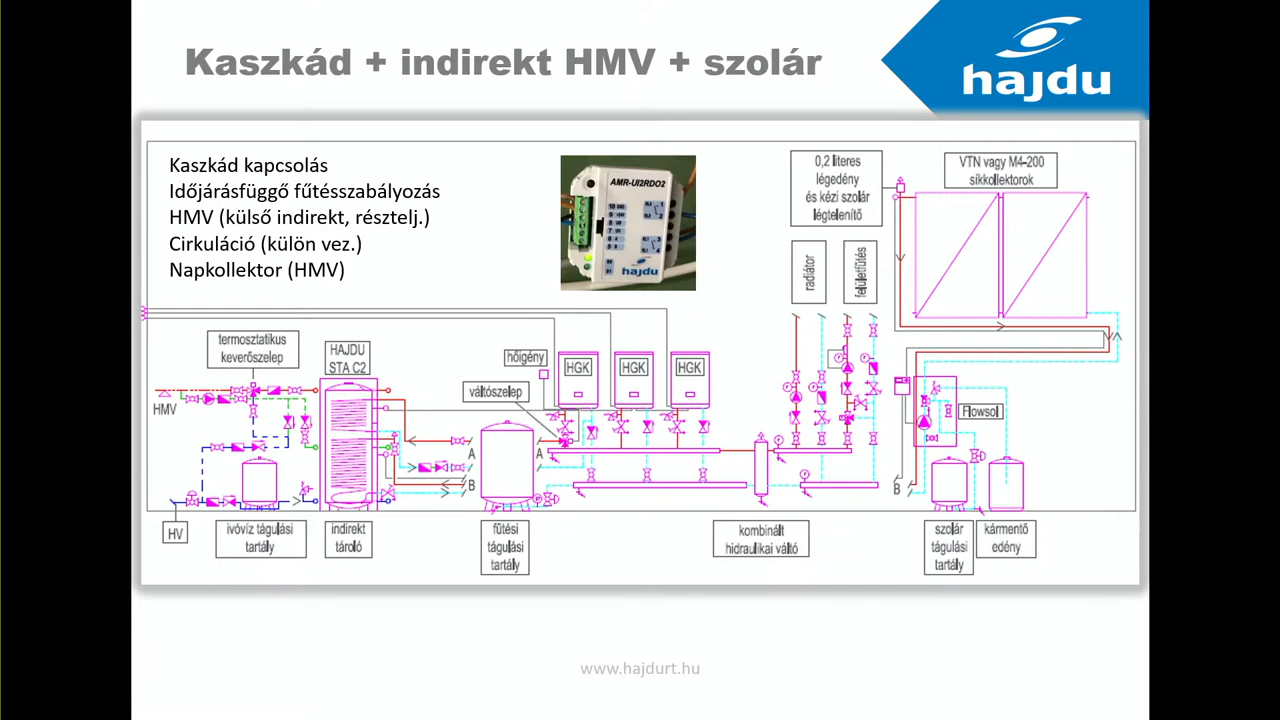 Kaszkád + indirekt HMV + szolár
hajdu
Kaszkád kapcsolás
Időjárásfüggő fűtésszabályozás
HMV (külső indirekt, résztelj.)
Cirkuláció (külön vez.)
Napkollektor (HMV)
AMR-UI2RDO2
hajdu
0,2 literes
légedény
és kézi szolár
légtelenítő
VTN vagy M4-200
síkkollektorok
radiátor
felületfűtés
termosztatikus
keverőszelep
HAJDU
STA C2
hőigény
váltószelep
HGK
HGK
HGK
HMV
Flowsol
A
A
B
B
HV
ivóvíz tágulási
tartály
indirekt
tároló
fűtési
tágulási
tartály
kombinált
hidraulikai váltó
szolár
tágulási
tartály
kármentő
edény
www.hajdurt.hu